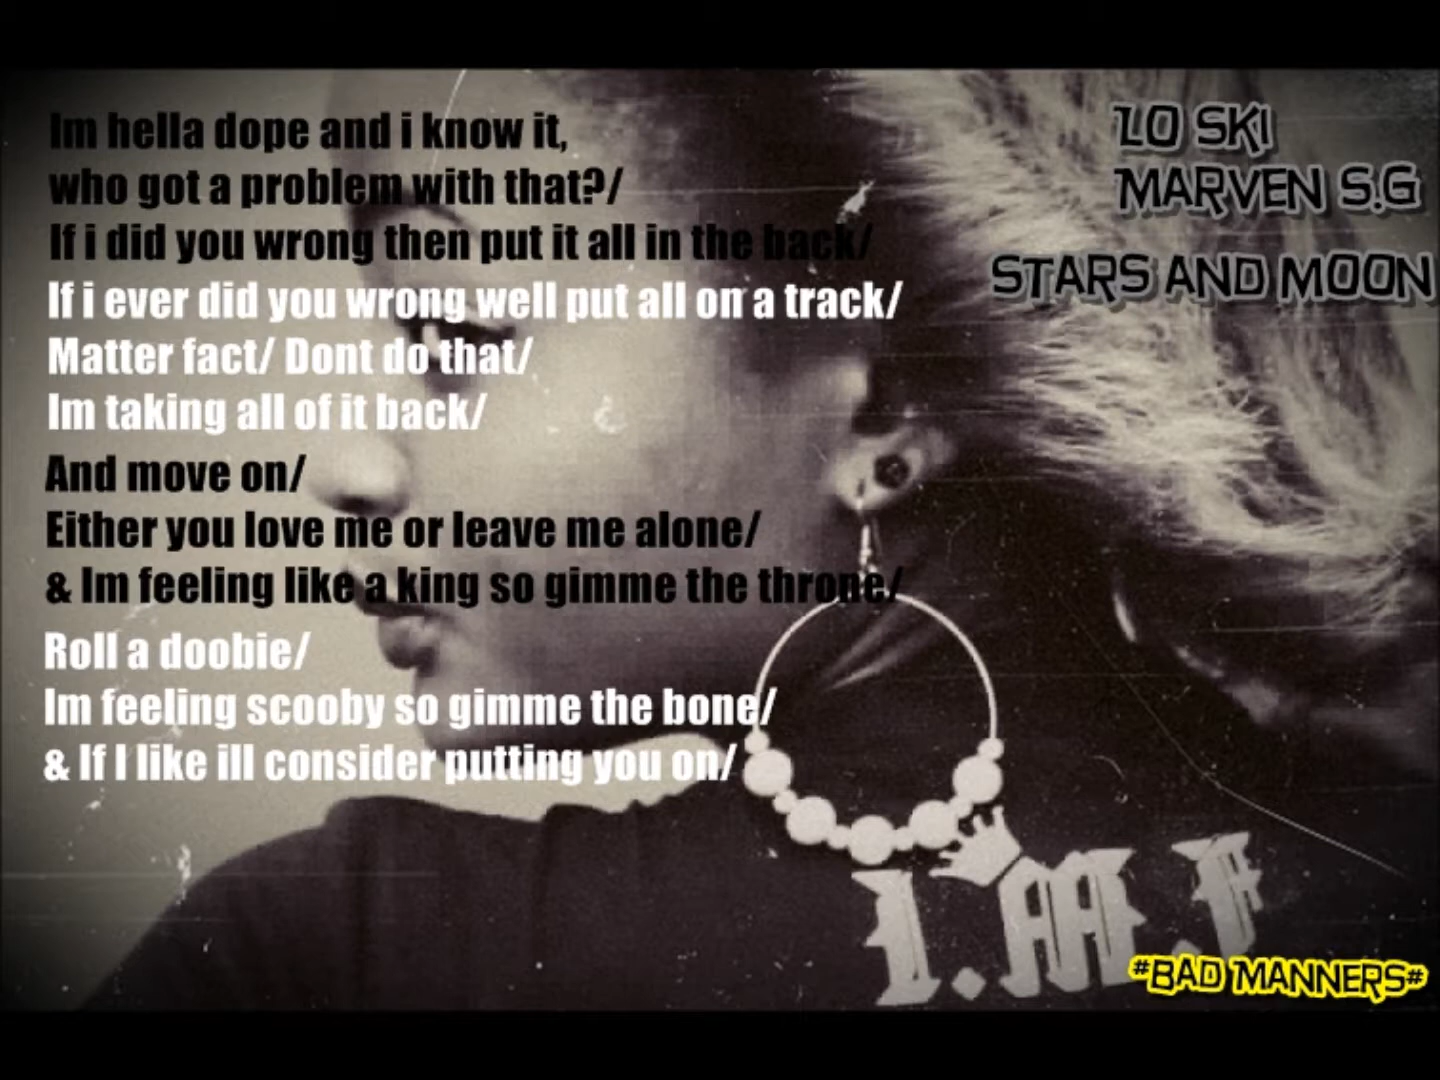 Im hella dope and i know it,
who got a problem with that?/
If i did you wrong then put it all in the back/
If i ever did you wrong well put all on a track/
Matter fact/ Dont do that/
Im taking all of it back/
And move on/
Either you love me or leave me alone/
& Im feeling like a king so gimme the throne/
Roll a doobie/
Im feeling scooby so gimme the bone/
& If I like ill consider putting you on/
LO SKI
MARVEN S.G
STARS AND MOON
I.M.F
#BAD MANNERS#